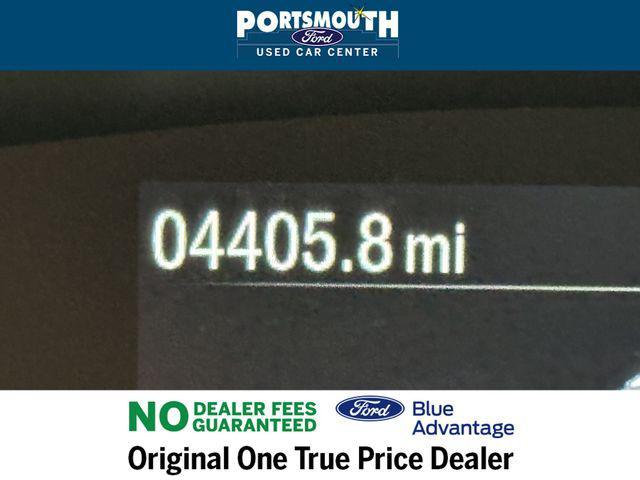 PORTSMOUTH
Ford
USED CAR CENTER
04405.8 mi
NO DEALER FEES GUARANTEED
Ford Blue Advantage
Original One True Price Dealer